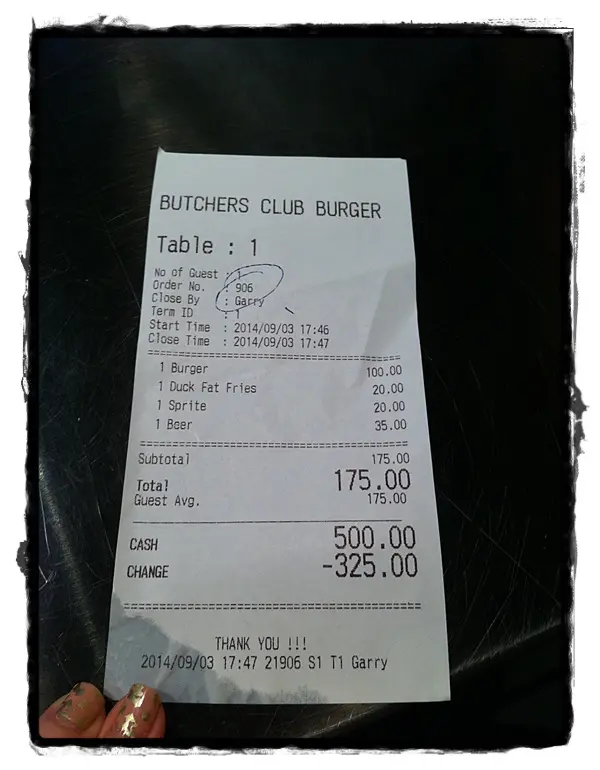 BUTCHERS CLUB BURGER
Table : 1
No of Guest : 1
Order No. : 906
Close By : Garry
Term ID : 1
Start Time : 2014/09/03 17:46
Close Time : 2014/09/03 17:47
1 Burger 100.00
1 Duck Fat Fries 20.00
1 Sprite 20.00
1 Beer 35.00
Subtotal 175.00
Total 175.00
Guest Avg. 175.00
CASH 500.00
CHANGE -325.00
THANK YOU !!!
2014/09/03 17:47 21906 S1 T1 Garry